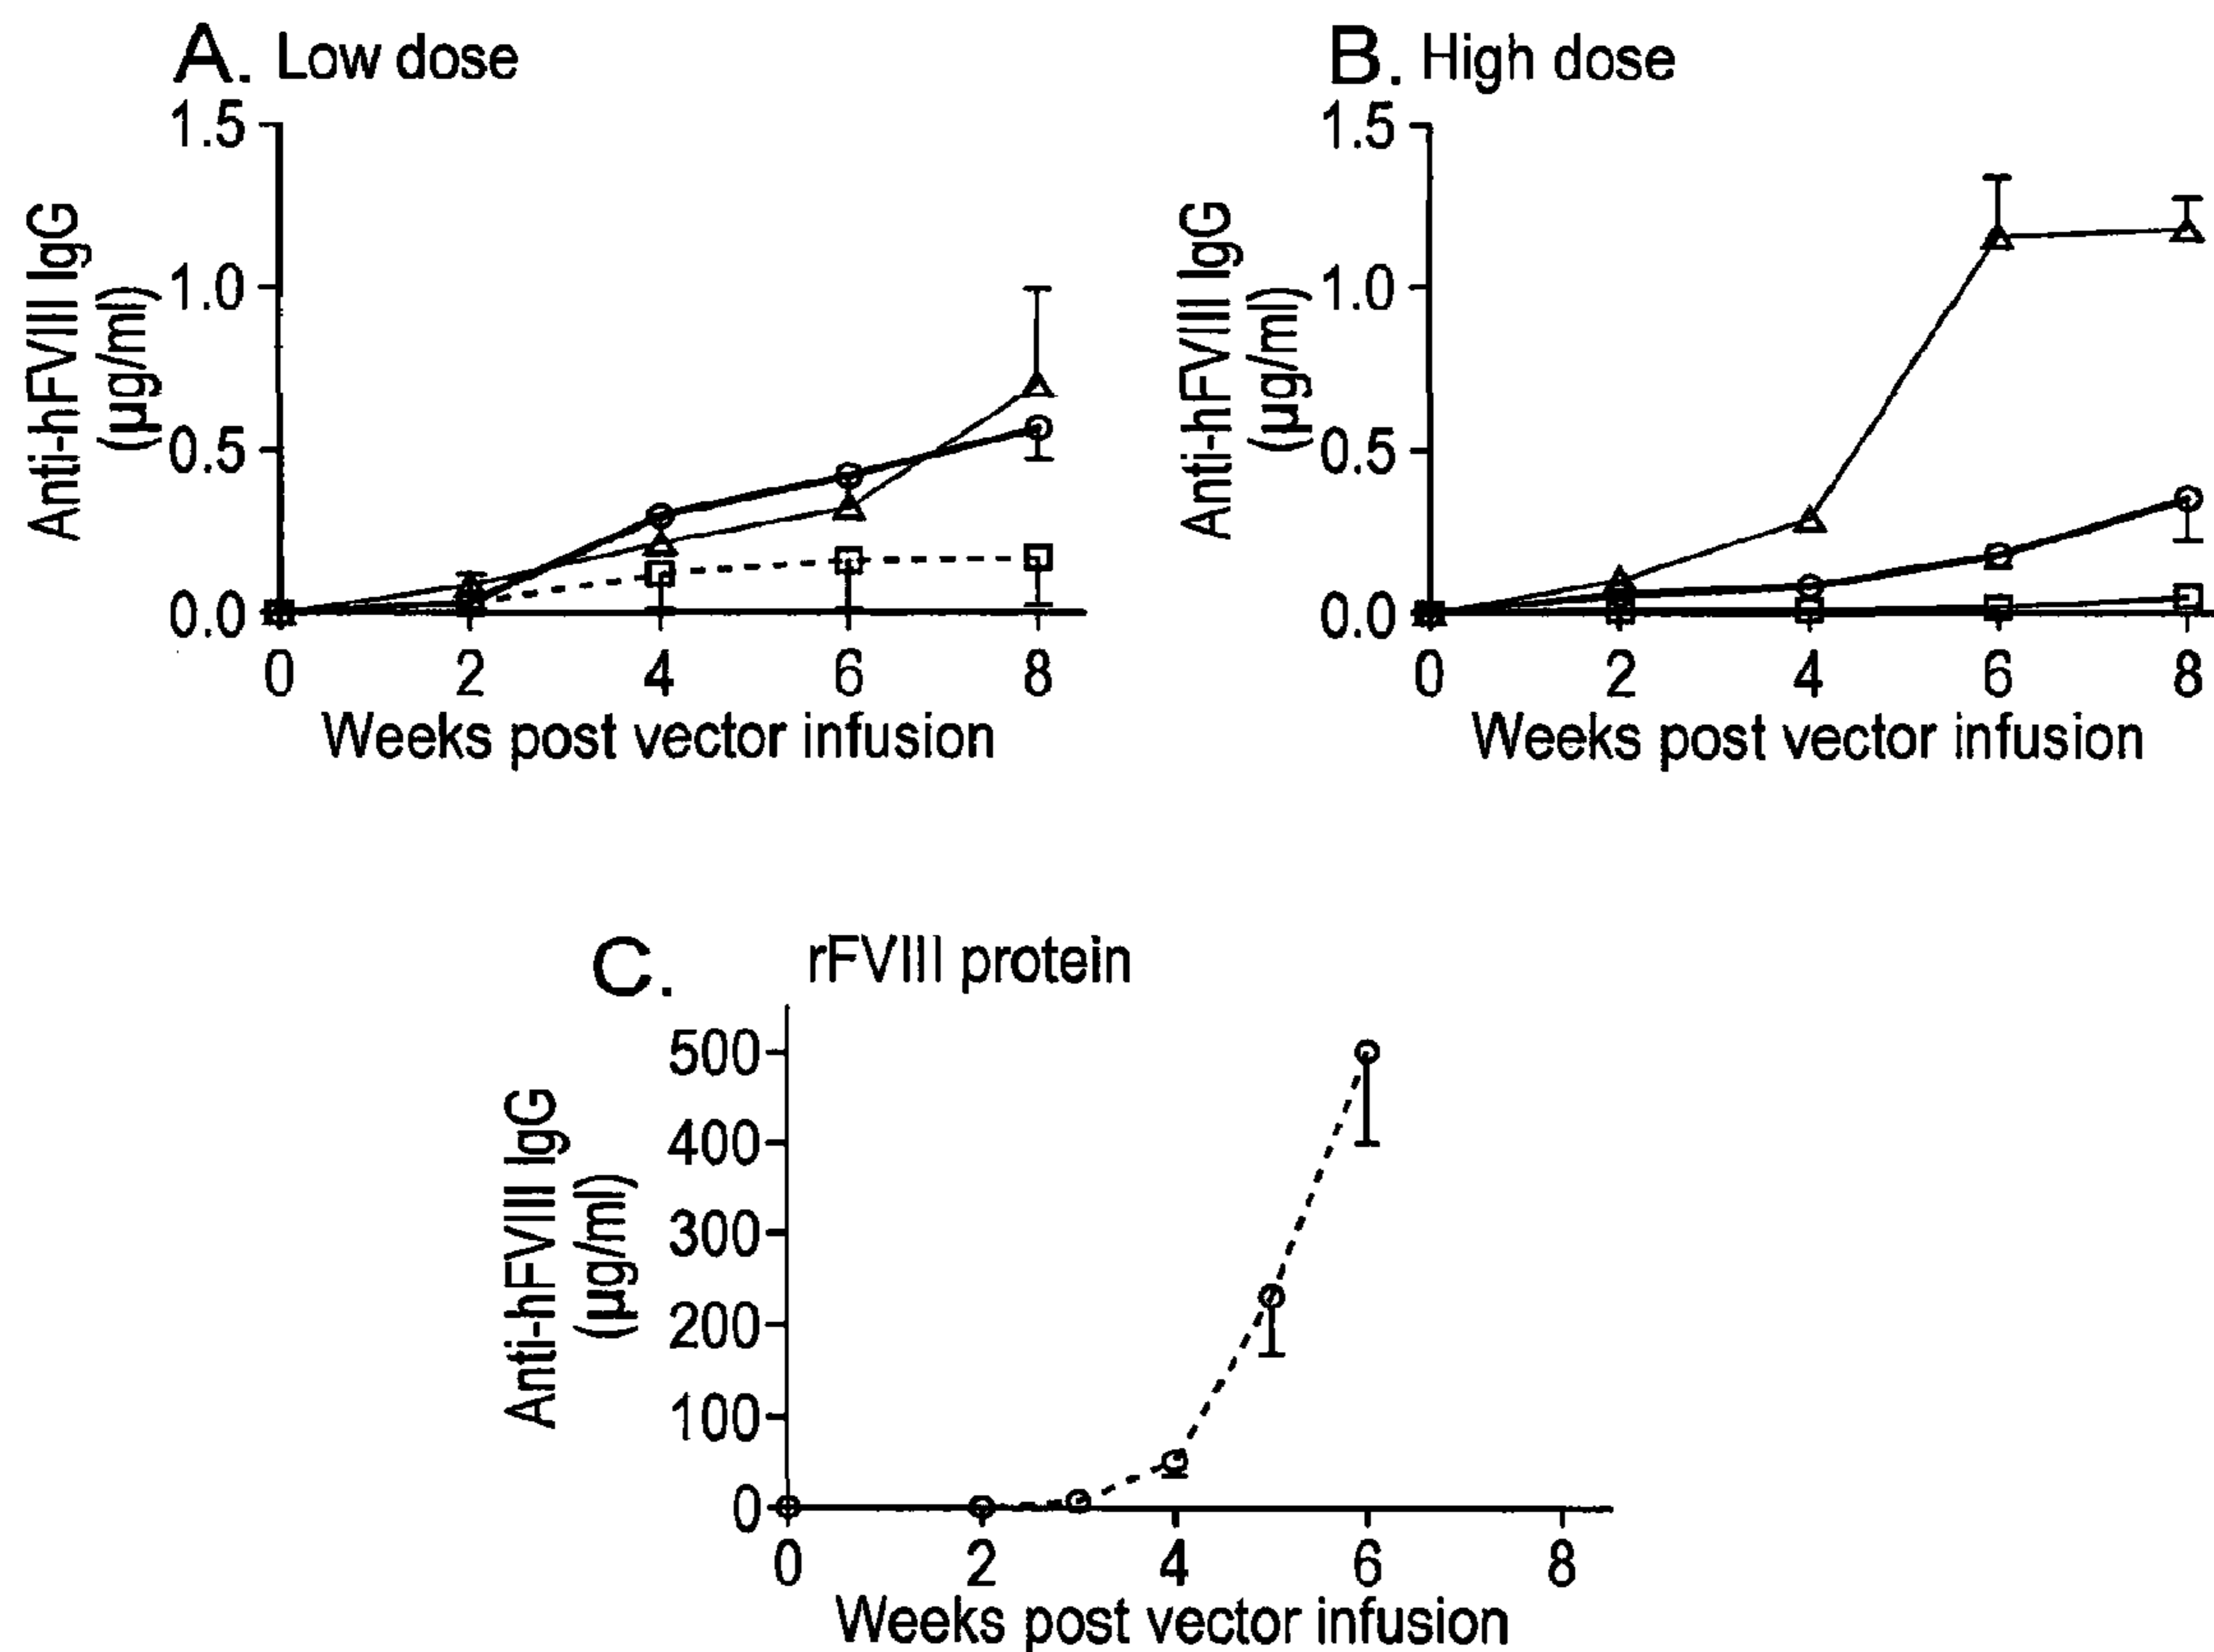 A. Low dose
1.5
1.0
0.5
0.0
Anti-hFVIII IgG
(µg/ml)
0 2 4 6 8
Weeks post vector infusion
B. High dose
1.5
1.0
0.5
0.0
Anti-hFVIII IgG
(µg/ml)
0 2 4 6 8
Weeks post vector infusion
C. rFVIII protein
500
400
300
200
100
0
Anti-hFVIII IgG
(µg/ml)
0 2 4 6 8
Weeks post vector infusion